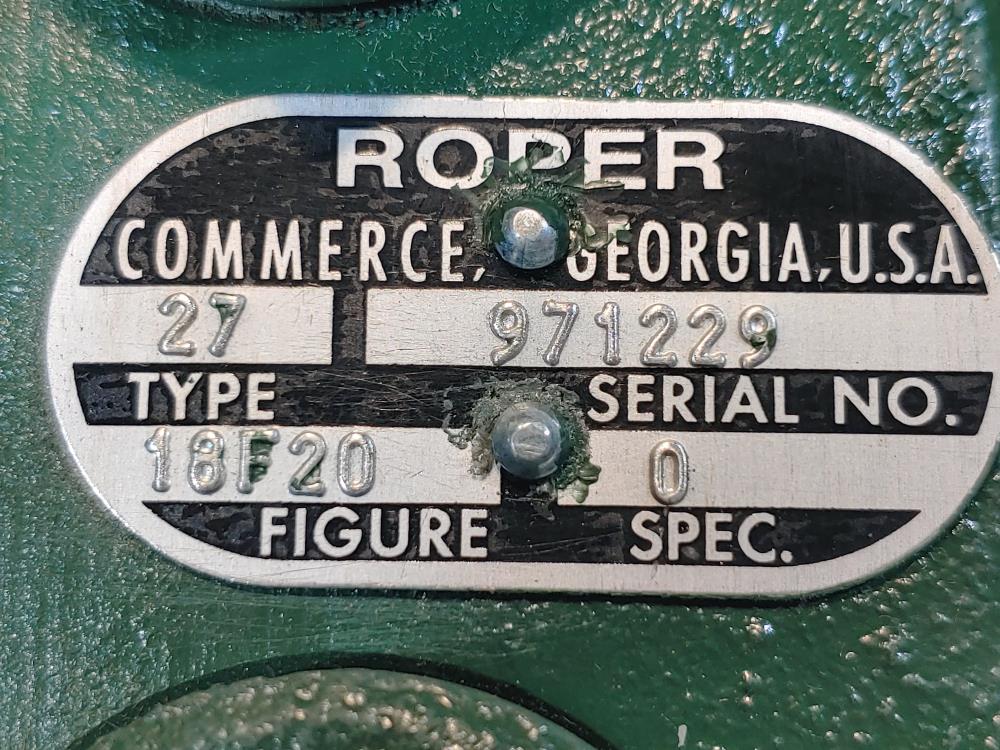 ROPER
COMMERCE, GEORGIA, U.S.A.
27 971229
TYPE SERIAL NO.
18F20 0
FIGURE SPEC.